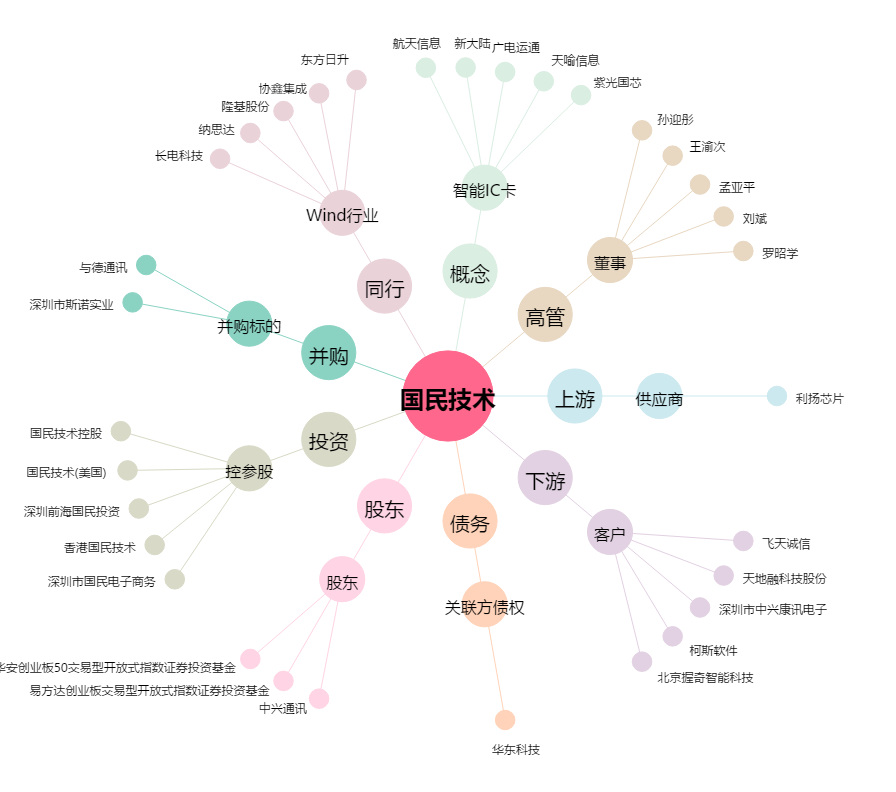 航天信息
新大陆
广电运通
天喻信息
紫光国芯
智能IC卡
概念
东方日升
协鑫集成
隆基股份
纳思达
长电科技
Wind行业
同行
孙迎彤
王渝次
孟亚平
刘斌
罗昭学
董事
高管
与德通讯
深圳市斯诺实业
并购标的
并购
国民技术
上游
供应商
利扬芯片
国民技术控股
国民技术(美国)
深圳前海国民投资
香港国民技术
深圳市国民电子商务
控参股
投资
下游
客户
飞天诚信
天地融科技股份
深圳市中兴康讯电子
柯斯软件
北京握奇智能科技
股东
股东
华安创业板50交易型开放式指数证券投资基金
易方达创业板交易型开放式指数证券投资基金
中兴通讯
债务
关联方债权
华东科技